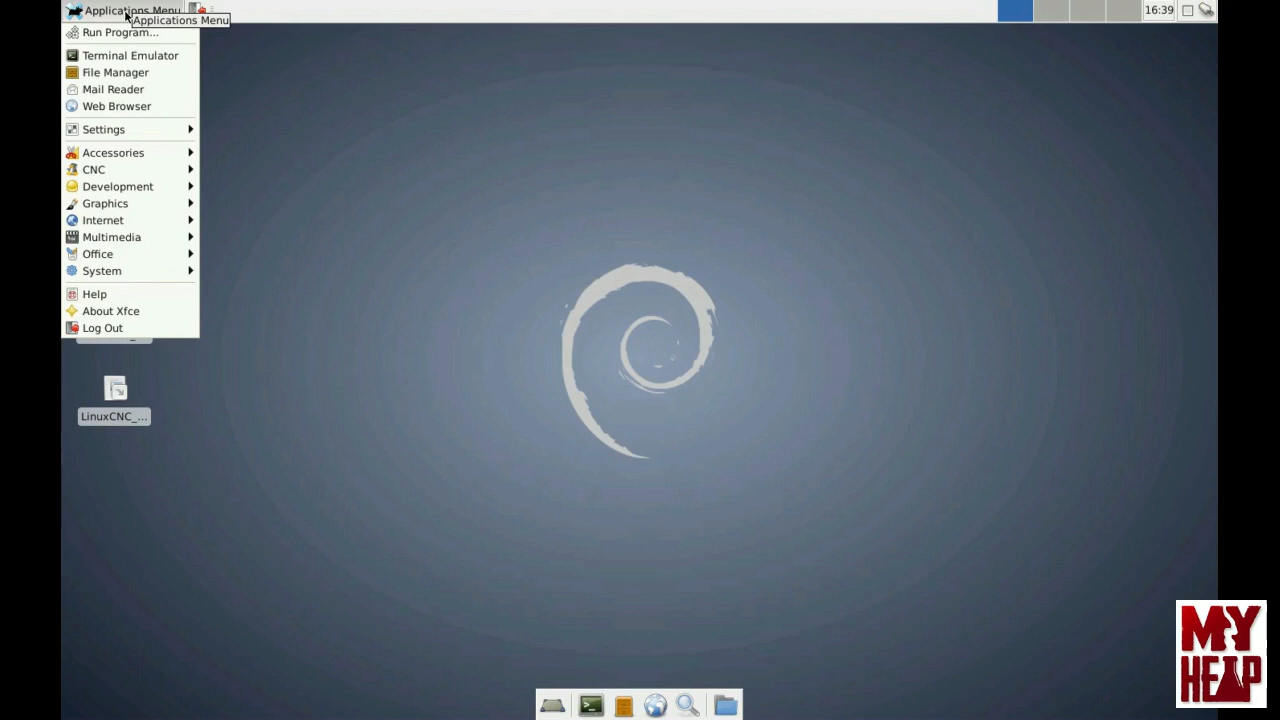 Applications Menu
Applications Menu
16:39
Run Program...
Terminal Emulator
File Manager
Mail Reader
Web Browser
Settings
Accessories
CNC
Development
Graphics
Internet
Multimedia
Office
System
Help
About Xfce
Log Out
LinuxCNC_...
MY
HELP